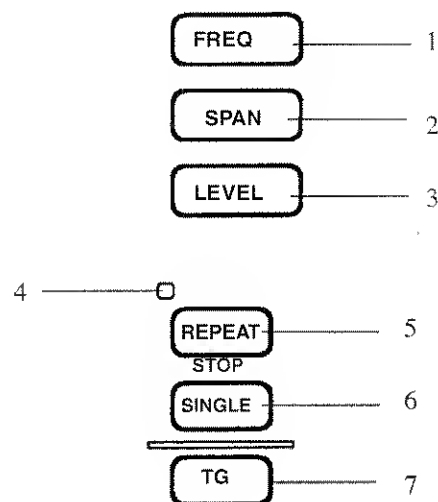 FREQ 1
SPAN 2
LEVEL 3
4
REPEAT 5
STOP
SINGLE 6
TG 7